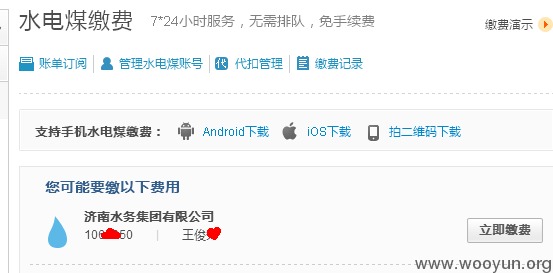 水电煤缴费 7*24小时服务，无需排队，免手续费 缴费演示
账单订阅 管理水电煤账号 代扣管理 缴费记录
支持手机水电煤缴费： Android下载 iOS下载 拍二维码下载
您可能要缴以下费用
济南水务集团有限公司
100 50 | 王俊 立即缴费
www.wooyun.org